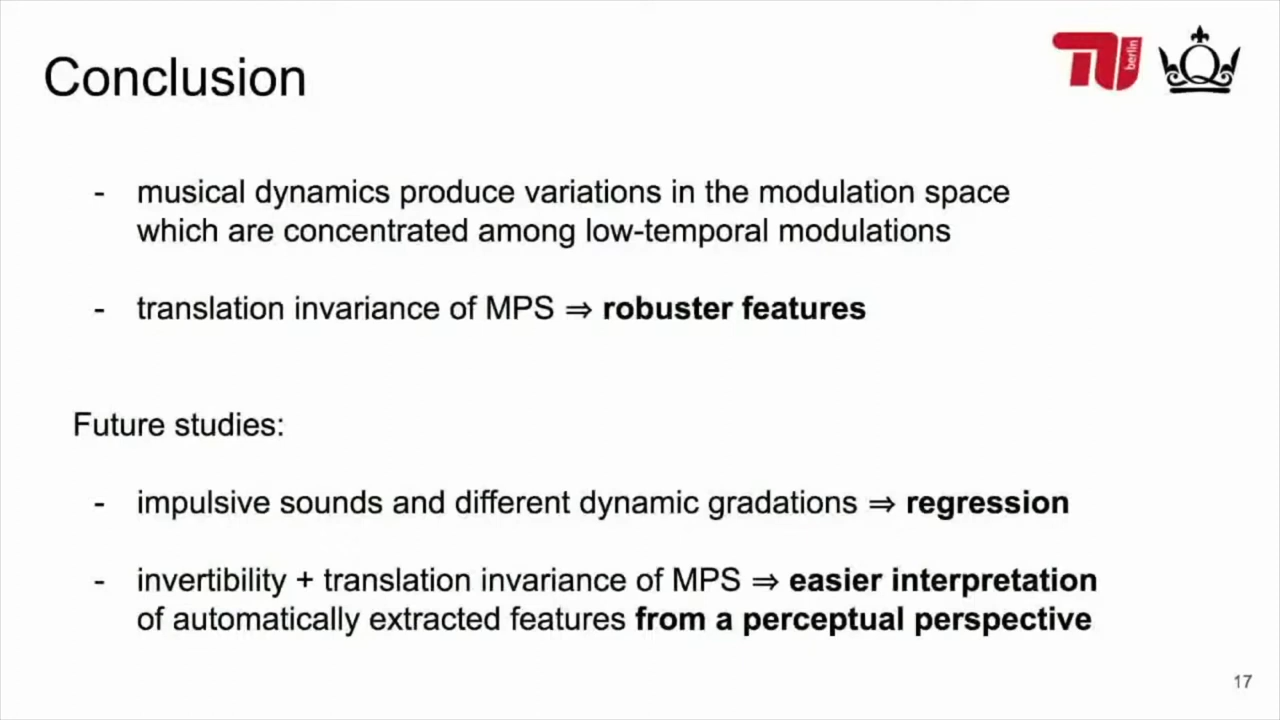 Conclusion
TU berlin
Q
- musical dynamics produce variations in the modulation space
which are concentrated among low-temporal modulations
- translation invariance of MPS ⇒ robuster features
Future studies:
- impulsive sounds and different dynamic gradations ⇒ regression
- invertibility + translation invariance of MPS ⇒ easier interpretation
of automatically extracted features from a perceptual perspective
17